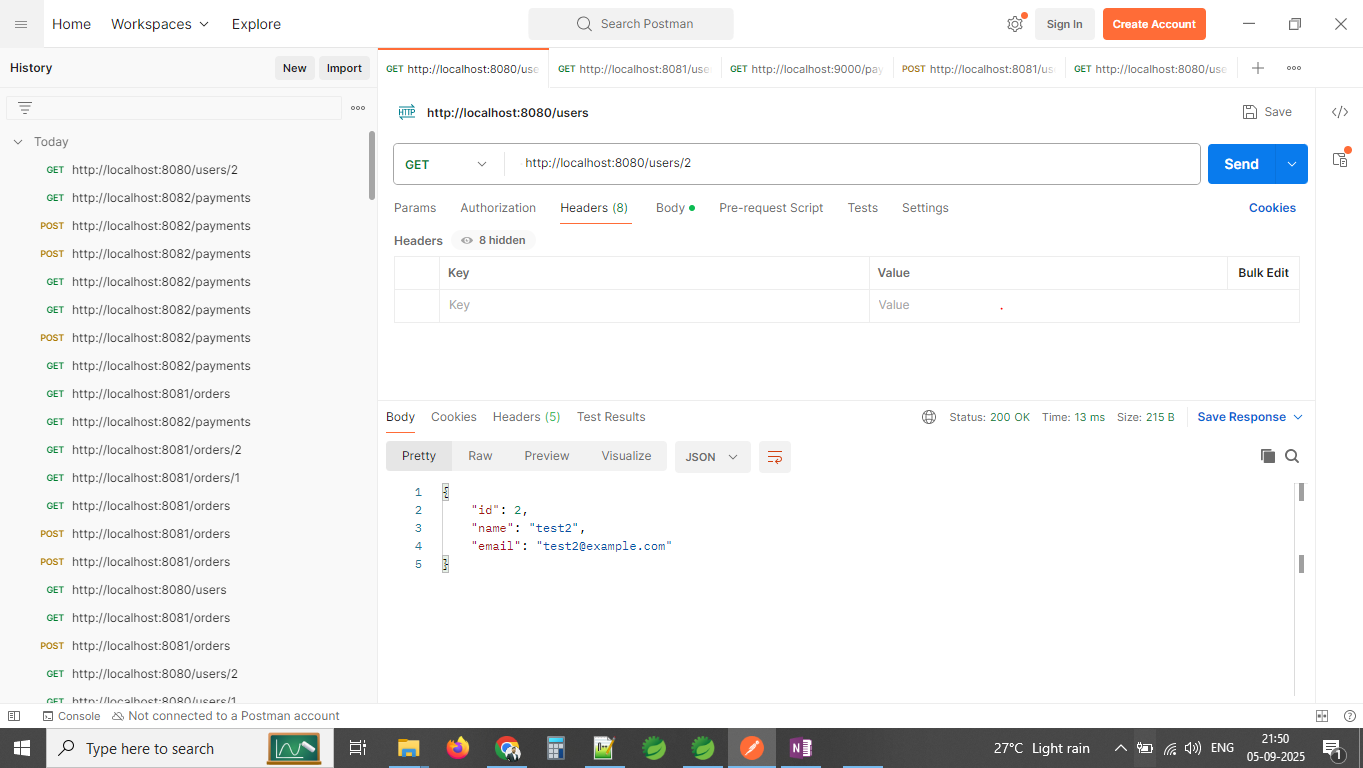 Home Workspaces Explore Search Postman Sign In Create Account
History New Import
GET http://localhost:8080/use GET http://localhost:8081/use GET http://localhost:9000/pay POST http://localhost:8081/us GET http://localhost:8080/use
HTTP http://localhost:8080/users Save
Today
GET http://localhost:8080/users/2
GET http://localhost:8082/payments
POST http://localhost:8082/payments
POST http://localhost:8082/payments
GET http://localhost:8082/payments
GET http://localhost:8082/payments
POST http://localhost:8082/payments
GET http://localhost:8082/payments
GET http://localhost:8081/orders
GET http://localhost:8082/payments
GET http://localhost:8081/orders/2
GET http://localhost:8081/orders/1
GET http://localhost:8081/orders
POST http://localhost:8081/orders
POST http://localhost:8081/orders
GET http://localhost:8080/users
GET http://localhost:8081/orders
POST http://localhost:8081/orders
GET http://localhost:8080/users/2
GET http://localhost:8080/users/1
GET http://localhost:8080/users/2 Send
Params Authorization Headers (8) Body Pre-request Script Tests Settings Cookies
Headers 8 hidden
Key Value Bulk Edit
Key Value
Body Cookies Headers (5) Test Results Status: 200 OK Time: 13 ms Size: 215 B Save Response
Pretty Raw Preview Visualize JSON
1 {
2 "id": 2,
3 "name": "test2",
4 "email": "test2@example.com"
5 }
Console Not connected to a Postman account
Type here to search 27°C Light rain ENG 21:50
05-09-2025 1